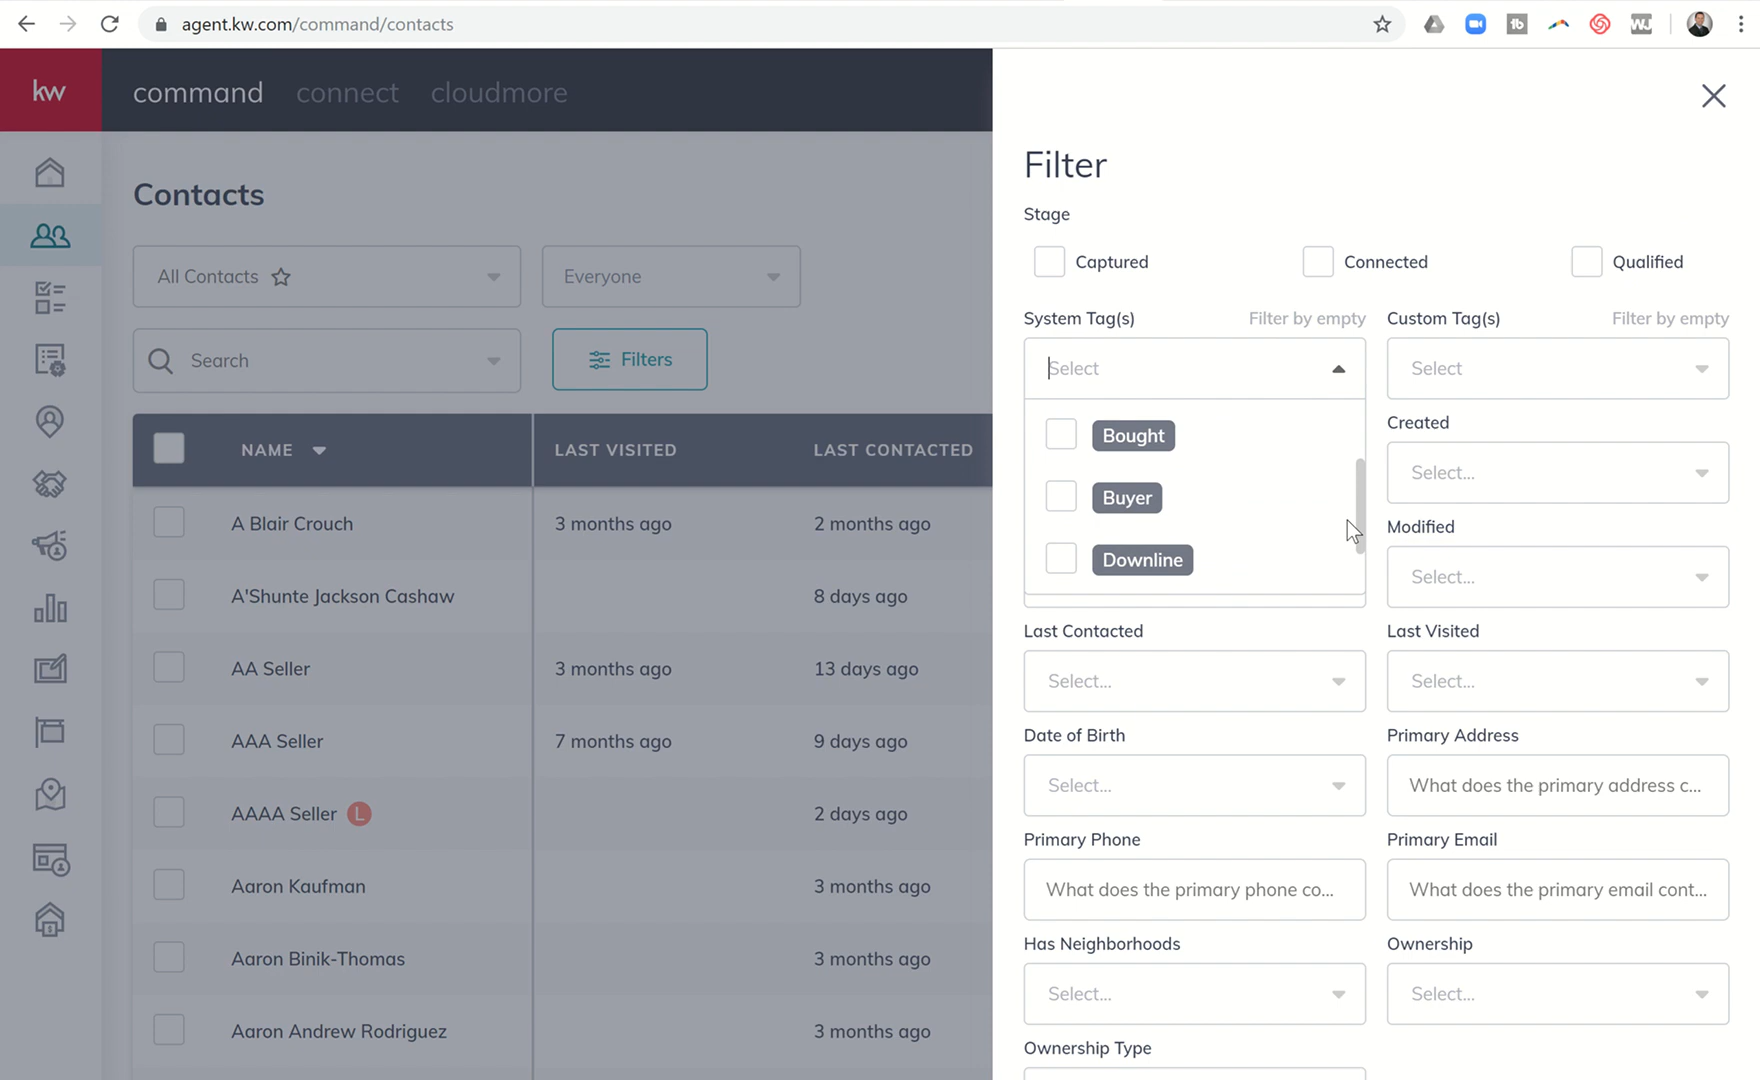 agent.kw.com/command/contacts
kw
command connect cloudmore
Contacts
All Contacts
Everyone
Search
Filters
NAME LAST VISITED LAST CONTACTED
A Blair Crouch 3 months ago 2 months ago
A'Shunte Jackson Cashaw 8 days ago
AA Seller 3 months ago 13 days ago
AAA Seller 7 months ago 9 days ago
AAAA Seller L 2 days ago
Aaron Kaufman 3 months ago
Aaron Binik-Thomas 3 months ago
Aaron Andrew Rodriguez 3 months ago
Filter
Stage
Captured Connected Qualified
System Tag(s) Filter by empty Custom Tag(s) Filter by empty
Select Select
Bought
Buyer
Downline
Created
Select...
Modified
Select...
Last Contacted Last Visited
Select... Select...
Date of Birth Primary Address
Select... What does the primary address c...
Primary Phone Primary Email
What does the primary phone co... What does the primary email cont...
Has Neighborhoods Ownership
Select... Select...
Ownership Type